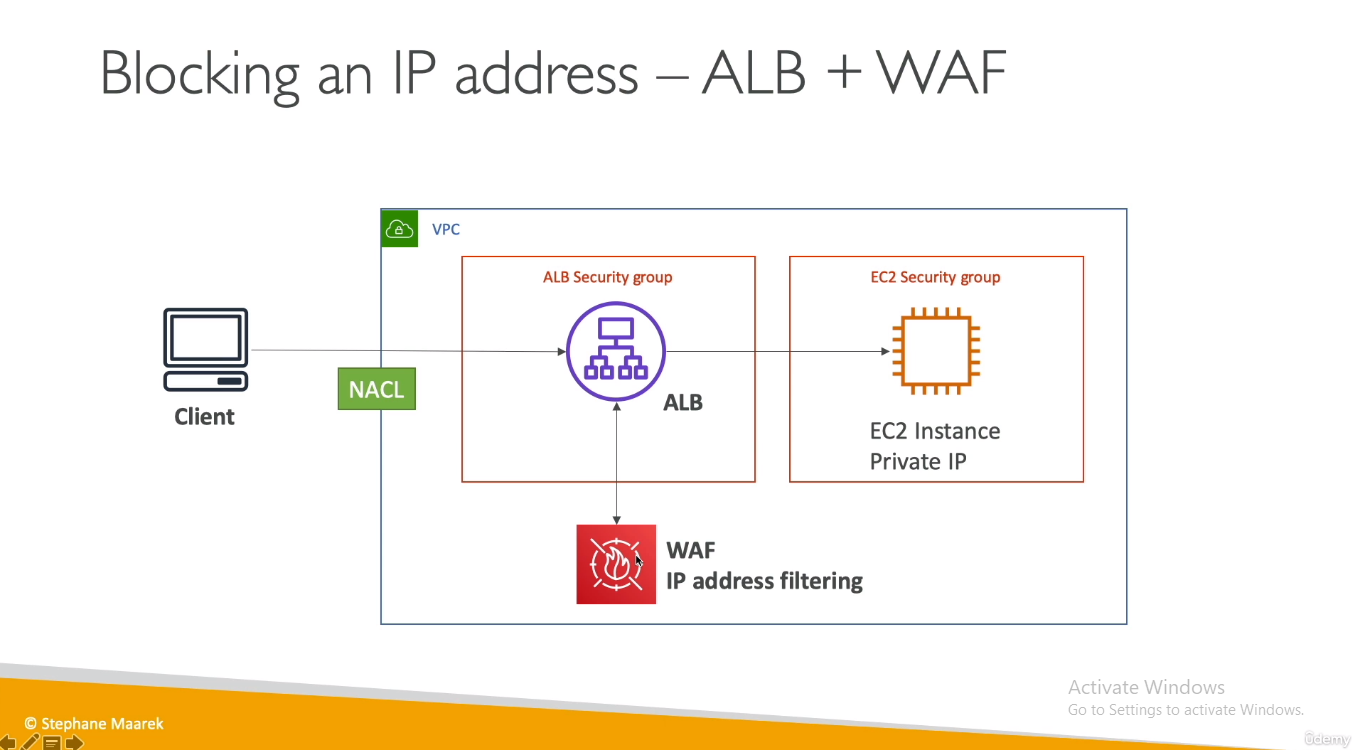 Blocking an IP address – ALB + WAF
VPC
ALB Security group
EC2 Security group
NACL
Client
ALB
EC2 Instance
Private IP
WAF
IP address filtering
Activate Windows
Go to Settings to activate Windows.
© Stephane Maarek
ûdemy